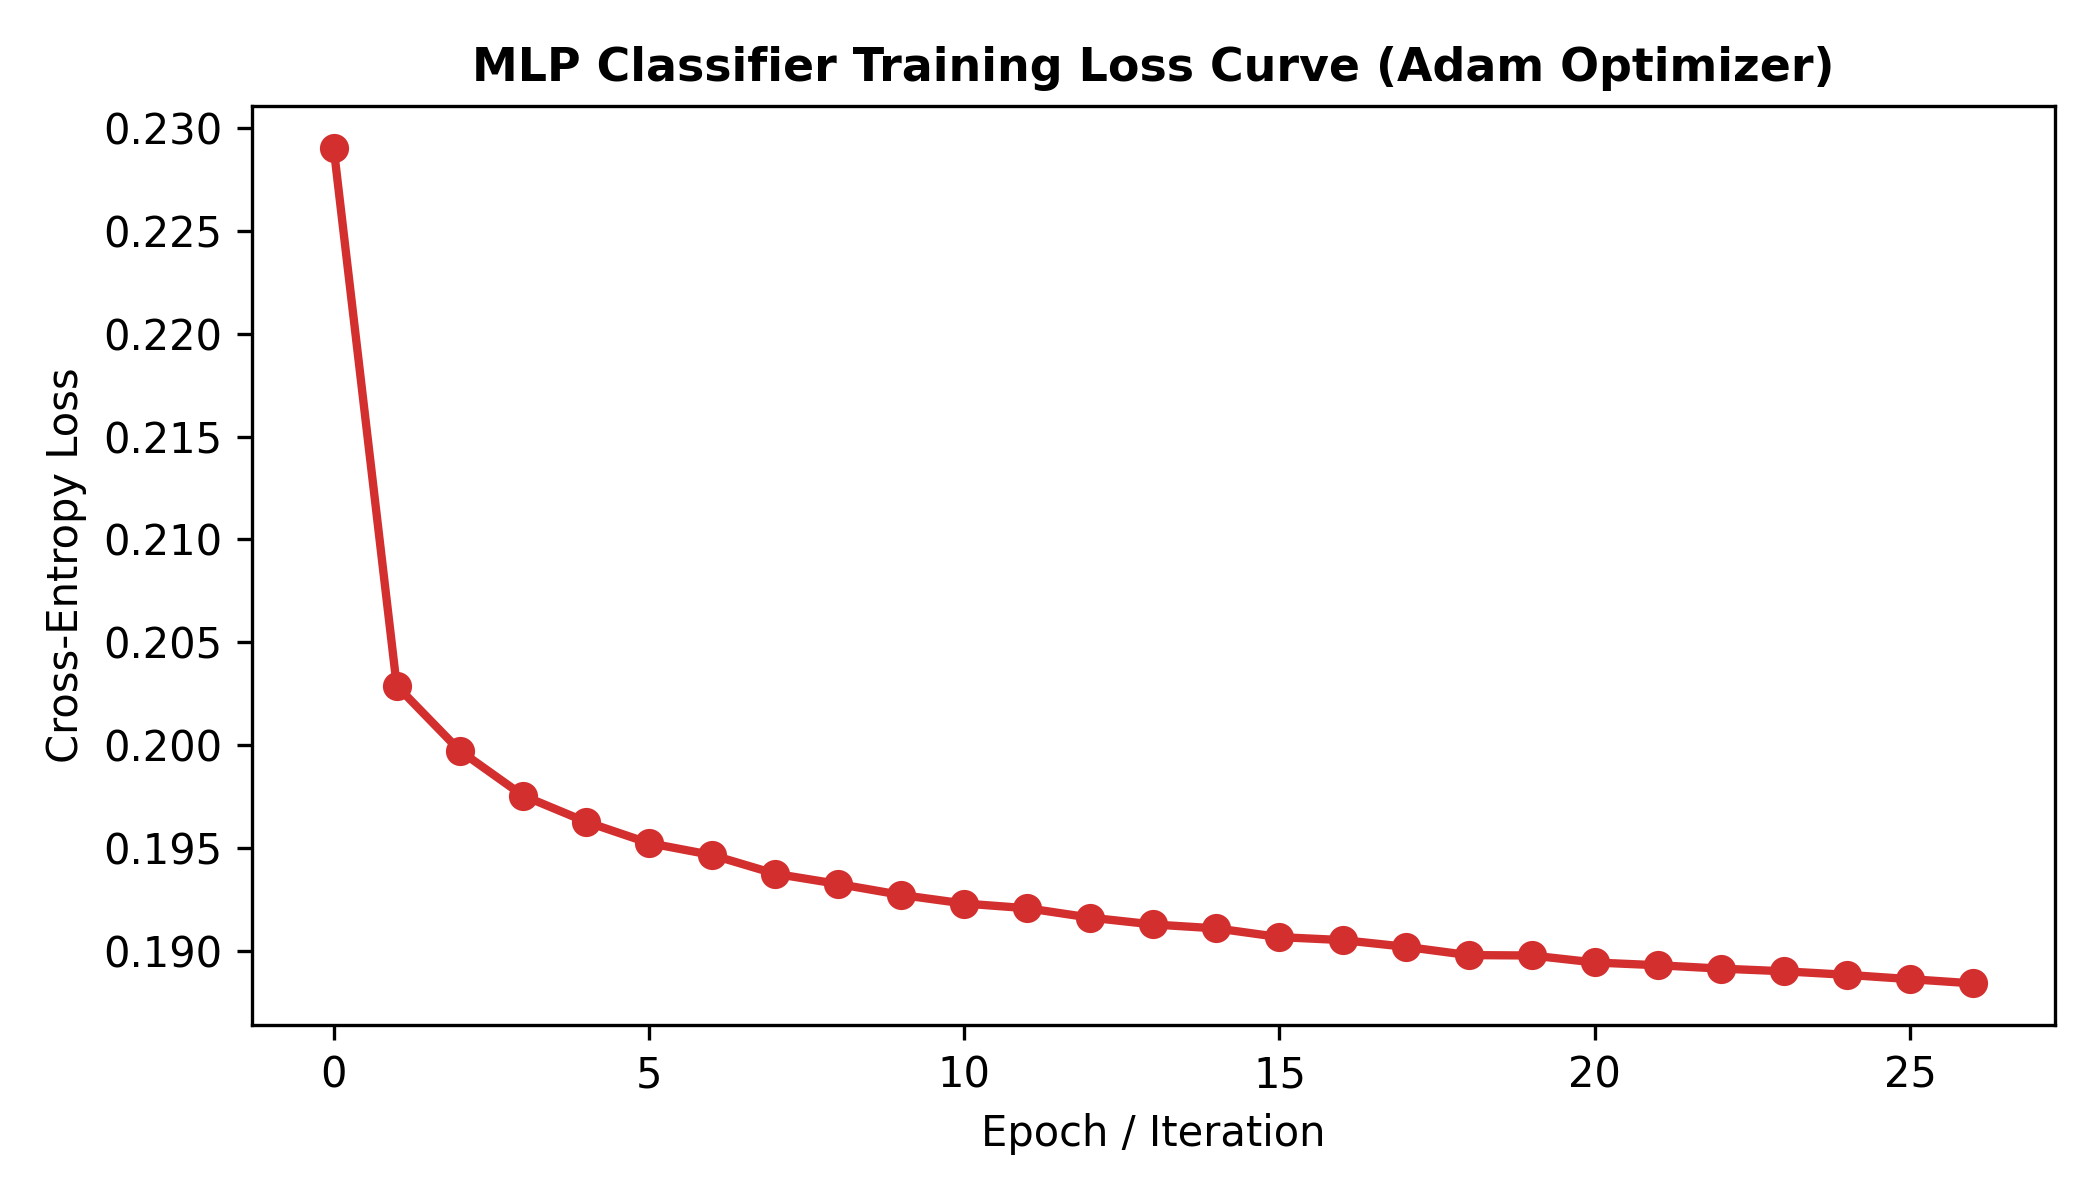 MLP Classifier Training Loss Curve (Adam Optimizer)
0.230
0.225
0.220
0.215
0.210
0.205
0.200
0.195
0.190
Cross-Entropy Loss
0 5 10 15 20 25
Epoch / Iteration